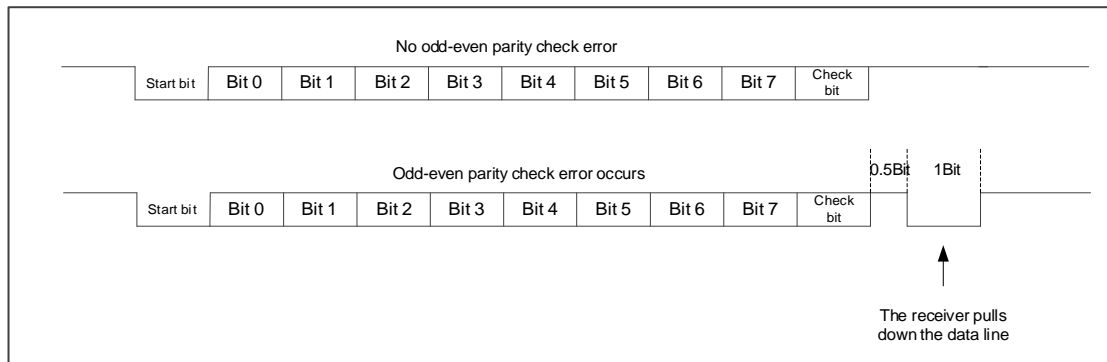 No odd-even parity check error
Start bit Bit 0 Bit 1 Bit 2 Bit 3 Bit 4 Bit 5 Bit 6 Bit 7 Check
bit
Odd-even parity check error occurs
0.5Bit 1Bit
Start bit Bit 0 Bit 1 Bit 2 Bit 3 Bit 4 Bit 5 Bit 6 Bit 7 Check
bit
The receiver pulls
down the data line